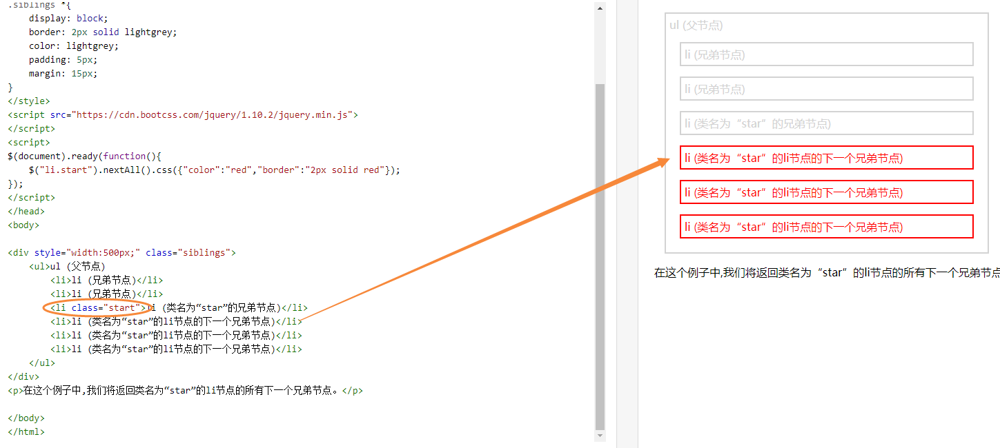 .siblings *{
display: block;
border: 2px solid lightgrey;
color: lightgrey;
padding: 5px;
margin: 15px;
}
</style>
<script src="https://cdn.bootcss.com/jquery/1.10.2/jquery.min.js">
</script>
<script>
$(document).ready(function(){
$("li.start").nextAll().css({"color":"red","border":"2px solid red"});
});
</script>
</head>
<body>
<div style="width:500px;" class="siblings">
<ul>ul (父节点)
<li>li (兄弟节点)</li>
<li>li (兄弟节点)</li>
<li class="start">li (类名为“star”的兄弟节点)</li>
<li>li (类名为“star”的li节点的下一个兄弟节点)</li>
<li>li (类名为“star”的li节点的下一个兄弟节点)</li>
<li>li (类名为“star”的li节点的下一个兄弟节点)</li>
</ul>
</div>
<p>在这个例子中,我们将返回类名为“star”的li节点的所有下一个兄弟节点。</p>
</body>
</html>
ul (父节点)
li (兄弟节点)
li (兄弟节点)
li (类名为“star”的兄弟节点)
li (类名为“star”的li节点的下一个兄弟节点)
li (类名为“star”的li节点的下一个兄弟节点)
li (类名为“star”的li节点的下一个兄弟节点)
在这个例子中,我们将返回类名为“star”的li节点的所有下一个兄弟节点